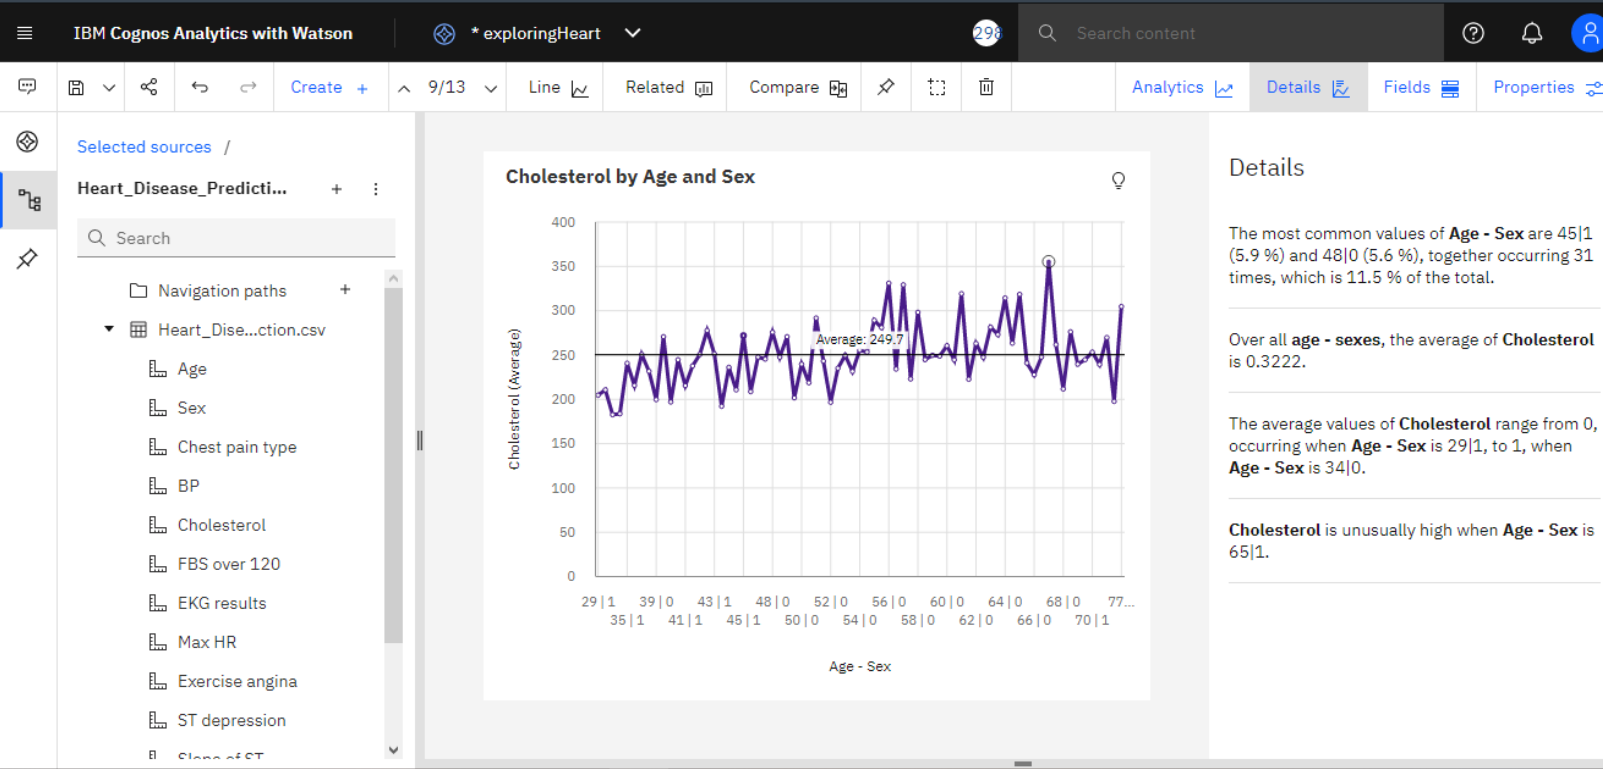 IBM Cognos Analytics with Watson
* exploringHeart
298
Search content
Create +
9/13
Line
Related
Compare
Analytics
Details
Fields
Properties
Selected sources /
Heart_Disease_Predicti...
Search
Navigation paths
Heart_Dise...ction.csv
Age
Sex
Chest pain type
BP
Cholesterol
FBS over 120
EKG results
Max HR
Exercise angina
ST depression
Slope of ST
Cholesterol by Age and Sex
Cholesterol (Average)
400
350
300
250
200
150
100
50
0
Average: 249.7
29 | 1 39 | 0 43 | 1 48 | 0 52 | 0 56 | 0 60 | 0 64 | 0 68 | 0 77...
35 | 1 41 | 1 45 | 1 50 | 0 54 | 0 58 | 0 62 | 0 66 | 0 70 | 1
Age - Sex
Details
The most common values of Age - Sex are 45|1
(5.9 %) and 48|0 (5.6 %), together occurring 31
times, which is 11.5 % of the total.
Over all age - sexes, the average of Cholesterol
is 0.3222.
The average values of Cholesterol range from 0,
occurring when Age - Sex is 29|1, to 1, when
Age - Sex is 34|0.
Cholesterol is unusually high when Age - Sex is
65|1.